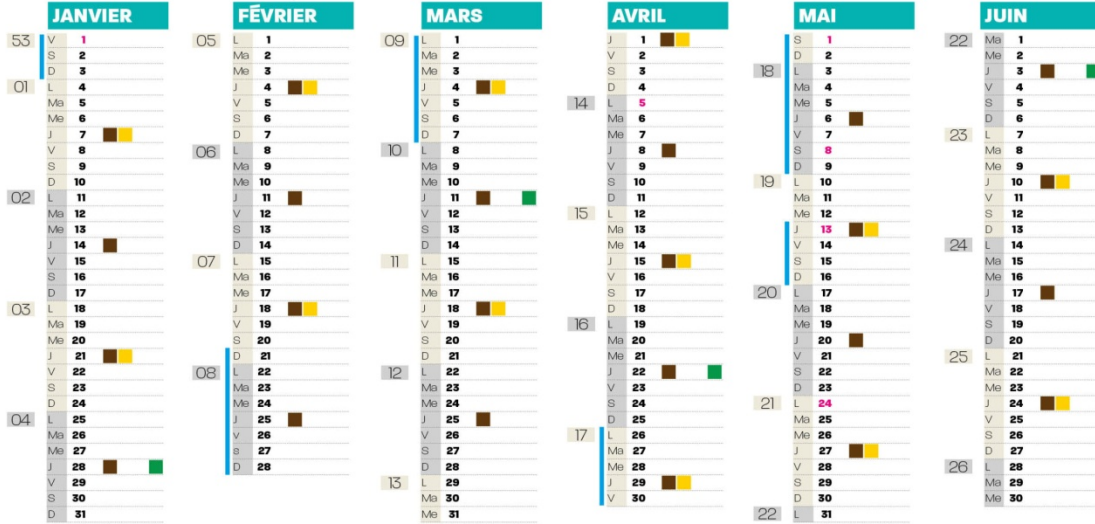 JANVIER
53 V 1
S 2
D 3
01 L 4
Ma 5
Me 6
J 7
V 8
S 9
D 10
02 L 11
Ma 12
Me 13
J 14
V 15
S 16
D 17
03 L 18
Ma 19
Me 20
J 21
V 22
S 23
D 24
04 L 25
Ma 26
Me 27
J 28
V 29
S 30
D 31
FÉVRIER
05 L 1
Ma 2
Me 3
J 4
V 5
S 6
D 7
06 L 8
Ma 9
Me 10
J 11
V 12
S 13
D 14
07 L 15
Ma 16
Me 17
J 18
V 19
S 20
D 21
08 L 22
Ma 23
Me 24
J 25
V 26
s 27
D 28
MARS
09 L 1
Ma 2
Me 3
J 4
V 5
S 6
D 7
10 L 8
Ma 9
Me 10
J 11
V 12
S 13
D 14
11 L 15
Ma 16
Me 17
J 18
V 19
S 20
D 21
12 L 22
Ma 23
Me 24
J 25
V 26
S 27
D 28
13 L 29
Ma 30
Me 31
AVRIL
J 1
V 2
S 3
D 4
14 L 5
Ma 6
Me 7
J 8
V 9
S 10
D 11
15 L 12
Ma 13
Me 14
J 15
V 16
S 17
D 18
16 L 19
Ma 20
Me 21
J 22
V 23
S 24
D 25
17 L 26
Ma 27
Me 28
J 29
V 30
MAI
S 1
D 2
18 L 3
Ma 4
Me 5
J 6
V 7
S 8
D 9
19 L 10
Ma 11
Me 12
J 13
V 14
S 15
D 16
20 L 17
Ma 18
Me 19
J 20
V 21
S 22
D 23
21 L 24
Ma 25
Me 26
J 27
V 28
S 29
D 30
22 L 31
JUIN
22 Ma 1
Me 2
J 3
V 4
S 5
D 6
23 L 7
Ma 8
Me 9
J 10
V 11
S 12
D 13
24 L 14
Ma 15
Me 16
J 17
V 18
S 19
D 20
25 L 21
Ma 22
Me 23
J 24
V 25
S 26
D 27
26 L 28
Ma 29
Me 30